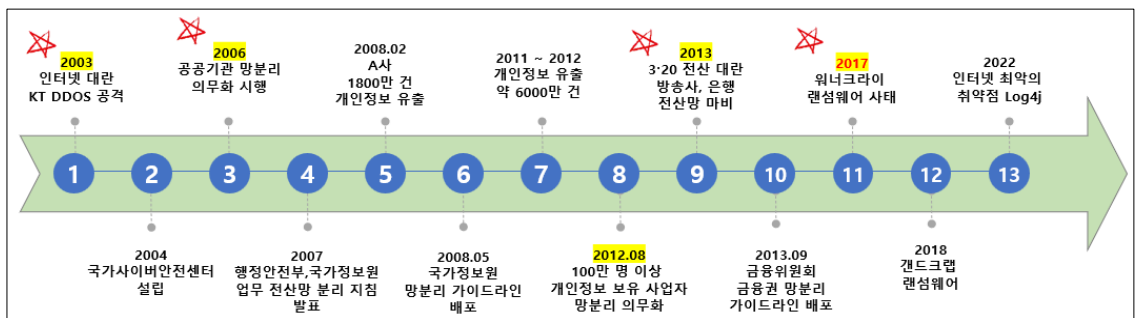 2003
인터넷 대란
KT DDOS 공격
2006
공공기관 망분리
의무화 시행
2008.02
A사
1800만 건
개인정보 유출
2011 ~ 2012
개인정보 유출
약 6000만 건
2013
3·20 전산 대란
방송사, 은행
전산망 마비
2017
워너크라이
랜섬웨어 사태
2022
인터넷 최악의
취약점 Log4j
1
2
3
4
5
6
7
8
9
10
11
12
13
2004
국가사이버안전센터
설립
2007
행정안전부,국가정보원
업무 전산망 분리 지침
발표
2008.05
국가정보원
망분리 가이드라인
배포
2012.08
100만 명 이상
개인정보 보유 사업자
망분리 의무화
2013.09
금융위원회
금융권 망분리
가이드라인 배포
2018
갠드크랩
랜섬웨어